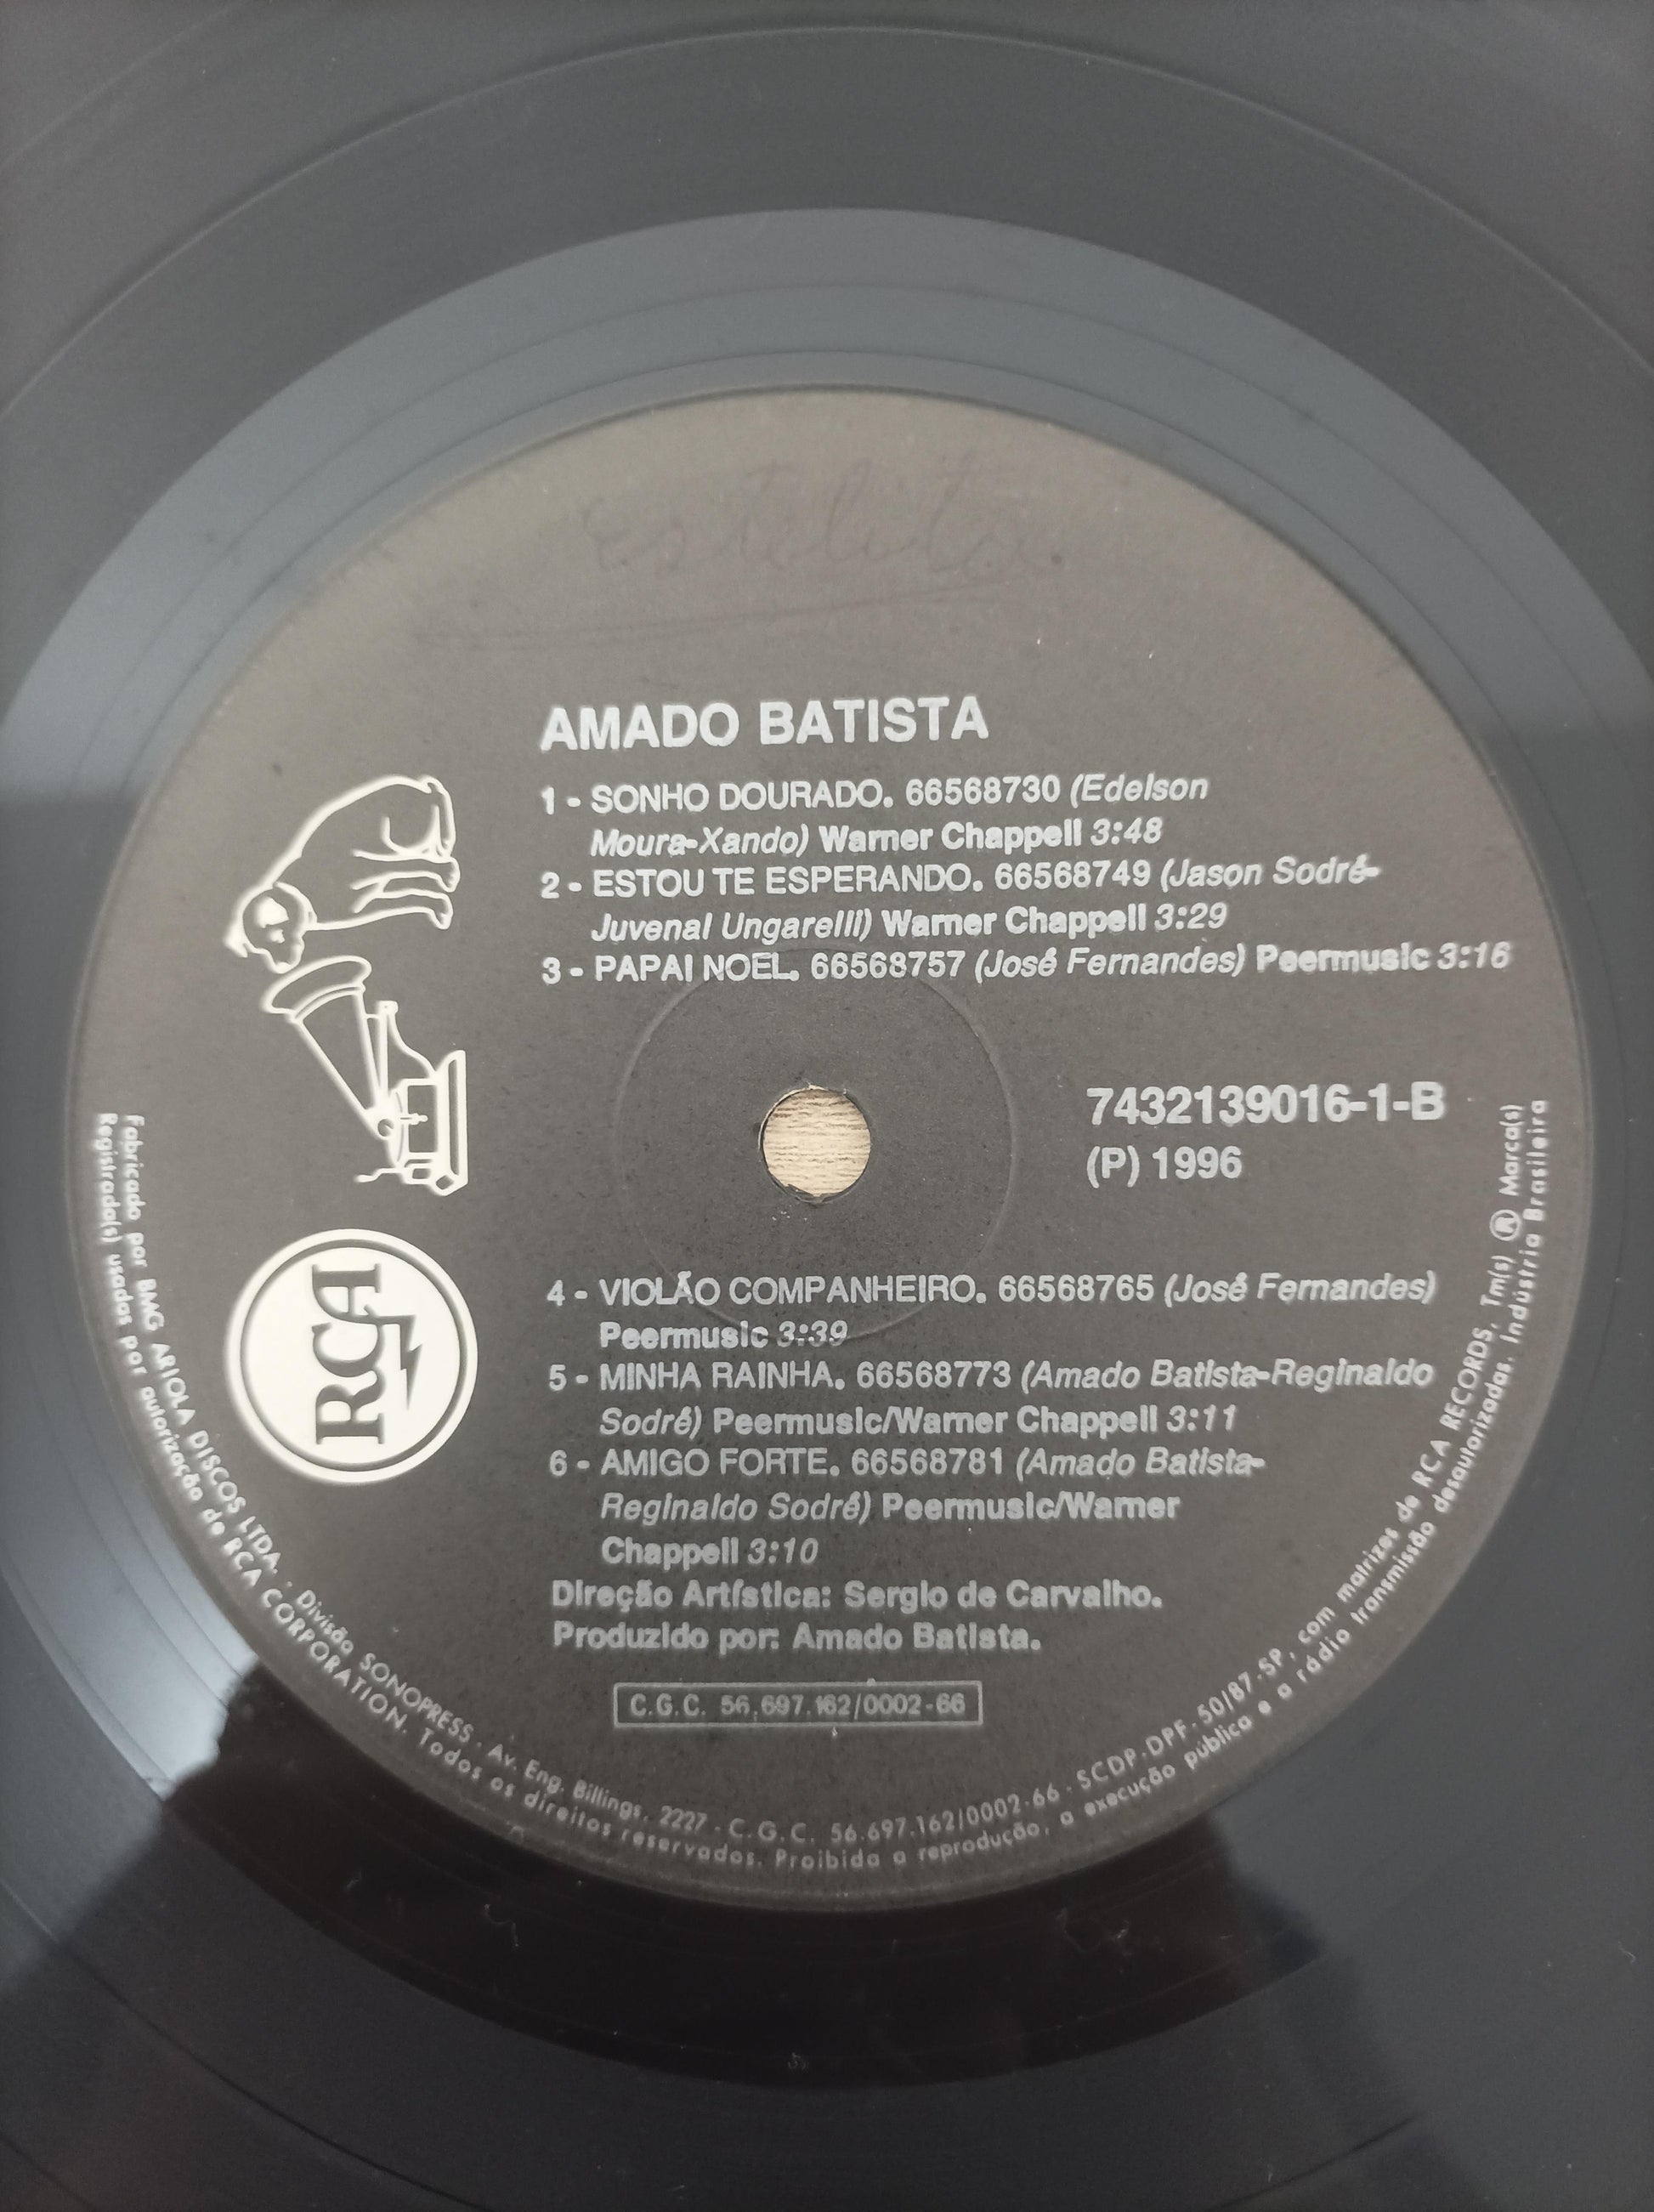 estelita.
AMADO BATISTA
1 - SONHO DOURADO. 66568730 (Edelson
Moura-Xando) Warner Chappell 3:48
2 - ESTOU TE ESPERANDO. 66568749 (Jason Sodré-
Juvenal Ungarelli) Warner Chappell 3:29
3 - PAPAI NOEL. 66568757 (José Fernandes) Peermusic 3:16
7432139016-1-B
(P) 1996
RCA
4 - VIOLÃO COMPANHEIRO. 66568765 (José Fernandes)
Peermusic 3:39
5 - MINHA RAINHA. 66568773 (Amado Batista-Reginaldo
Sodré) Peermusic/Warner Chappell 3:11
6 - AMIGO FORTE. 66568781 (Amado Batista-
Reginaldo Sodré) Peermusic/Warner
Chappell 3:10
Direção Artística: Sergio de Carvalho.
Produzido por: Amado Batista.
C.G.C. 56.697.162/0002-66
Fabricado por BMG ARIOLA DISCOS LTDA. - Divisão SONOPRESS - Av. Eng. Billings, 2227 - C.G.C. 56.697.162/0002-66 - SCDP-DPF-50/87-SP, com matrizes de RCA RECORDS, Tm(s) ® Marca(s)
Registrada(s) usadas por autorização de RCA CORPORATION. Todos os direitos reservados. Proibida a reprodução, a execução pública e a rádio transmissão desautorizadas. Indústria Brasileira